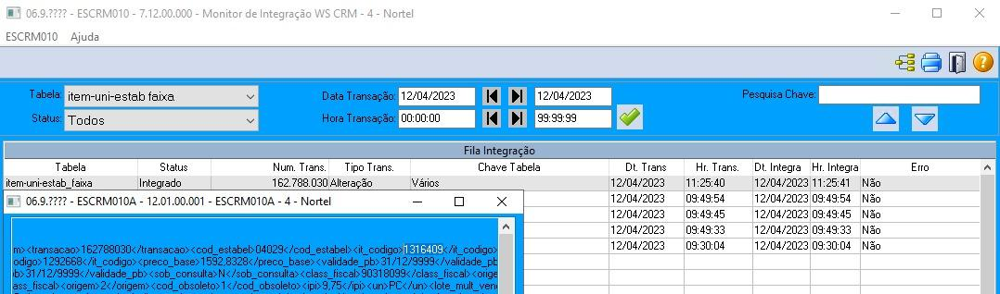 06.9.???? - ESCRM010 - 7.12.00.000 - Monitor de Integração WS CRM - 4 - Nortel
ESCRM010 Ajuda
Tabela: item-uni-estab faixa Data Transação: 12/04/2023 12/04/2023 Pesquisa Chave:
Status: Todos Hora Transação: 00:00:00 99:99:99
Fila Integração
Tabela Status Num. Trans. Tipo Trans. Chave Tabela Dt. Trans Hr. Trans. Dt. Integra Hr. Integra Erro
item-uni-estab_faixa Integrado 162.788.030 Alteração Vários 12/04/2023 11:25:40 12/04/2023 11:25:41 Não
12/04/2023 09:49:54 12/04/2023 09:49:54 Não
12/04/2023 09:49:45 12/04/2023 09:49:45 Não
12/04/2023 09:49:33 12/04/2023 09:49:33 Não
12/04/2023 09:30:04 12/04/2023 09:30:04 Não
06.9.???? - ESCRM010A - 12.01.00.001 - ESCRM010A - 4 - Nortel
m><transacao>162788030</transacao><cod_estabel>04029</cod_estabel><it_codigo>1316409</it_codigo>
odigo>1292668</it_codigo><preco_base>1592.8328</preco_base><validade_pb>31/12/9999</validade_pb>
ob>31/12/9999</validade_pb><sob_consulta>N</sob_consulta><class_fiscal>90318099</class_fiscal><orige
ass_fiscal><origem>2</origem><cod_obsoleto>1</cod_obsoleto><ipi>9,75</ipi><un>PC</un><lote_mult_ven